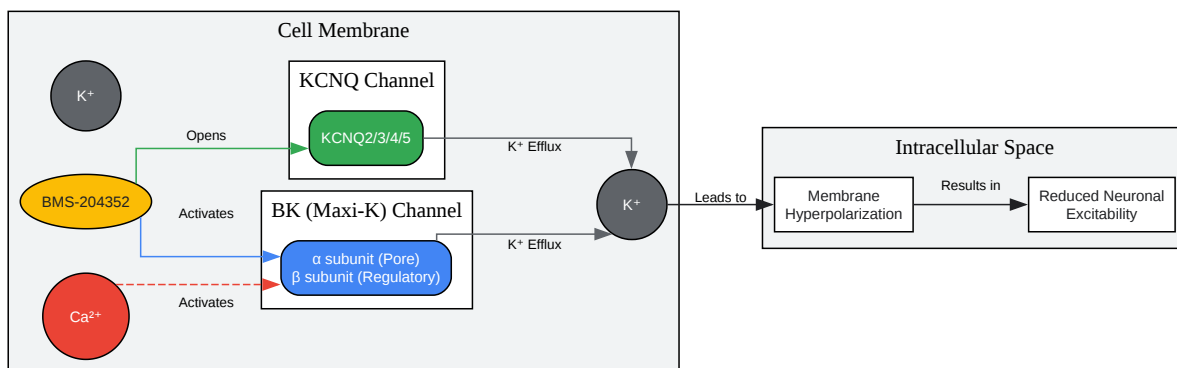 Cell Membrane
K⁺
KCNQ Channel
KCNQ2/3/4/5
Opens
K⁺ Efflux
BMS-204352
Activates
BK (Maxi-K) Channel
α subunit (Pore)
β subunit (Regulatory)
K⁺ Efflux
Ca²⁺
Activates
K⁺
Leads to
Intracellular Space
Membrane
Hyperpolarization
Results in
Reduced Neuronal
Excitability